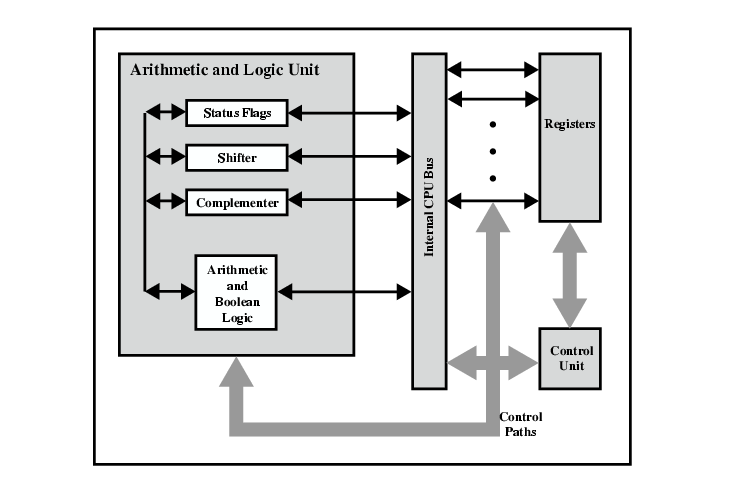 Arithmetic and Logic Unit
Status Flags
Shifter
Complementer
Arithmetic
and
Boolean
Logic
Internal CPU Bus
Registers
Control
Unit
Control
Paths